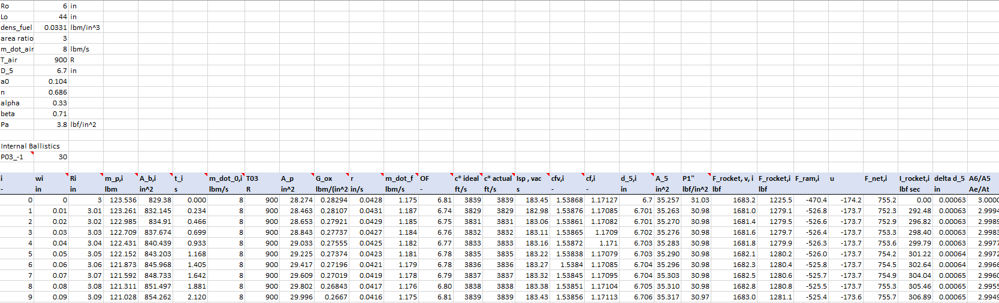 Ro 6 in
Lo 44 in
dens_fuel 0.0331 lbm/in^3
area ratio 3
m_dot_air 8 lbm/s
T_air 900 R
D_5 6.7 in
a0 0.104
n 0.686
alpha 0.33
beta 0.71
Pa 3.8 lbf/in^2
Internal Ballistics
P03_-1 30
i wi Ri m_p,i A_b,i t_i m_dot_0,i T03 A_p G_ox r m_dot_f OF c* ideal c* actual Isp , vac cfv,i cf,i d_5,i A_5 P1" F_rocket, v, i F_rocket,i F_ram,i u F_net,i I_rocket,i delta d_5 A6/A5
- in in lbm in^2 s lbm/s R in^2 lbm/(in^2 in/s lbm/s - ft/s ft/s s - - in in^2 lbf/in^2 lbf lbf lbf lbf sec in Ae/At
0 0 3 123.536 829.38 0.000 8 900 28.274 0.28294 0.0428 1.175 6.81 3839 3839 183.45 1.53868 1.17127 6.7 35.257 31.03 1683.2 1225.5 -470.4 -174.2 755.2 0.00 0.00063 3.0000
1 0.01 3.01 123.261 832.145 0.234 8 900 28.463 0.28107 0.0431 1.187 6.74 3829 3829 182.98 1.53876 1.17085 6.701 35.263 30.98 1681.0 1279.1 -526.8 -173.7 752.3 292.48 0.00063 2.9994
2 0.02 3.02 122.985 834.91 0.466 8 900 28.653 0.27921 0.0429 1.185 6.75 3831 3831 183.06 1.53861 1.17082 6.701 35.270 30.98 1681.4 1279.5 -526.6 -173.7 752.9 296.82 0.00063 2.9989
3 0.03 3.03 122.709 837.674 0.699 8 900 28.843 0.27737 0.0427 1.184 6.76 3832 3832 183.11 1.53865 1.1709 6.702 35.276 30.98 1681.6 1279.7 -526.4 -173.7 753.3 298.40 0.00063 2.9983
4 0.04 3.04 122.431 840.439 0.933 8 900 29.033 0.27555 0.0425 1.182 6.77 3833 3833 183.16 1.53872 1.171 6.703 35.283 30.98 1681.8 1279.9 -526.3 -173.7 753.6 299.79 0.00063 2.9977
5 0.05 3.05 122.152 843.203 1.168 8 900 29.225 0.27374 0.0423 1.181 6.78 3835 3835 183.22 1.53838 1.17079 6.703 35.290 30.98 1682.1 1280.2 -526.0 -173.7 754.2 301.22 0.00064 2.9972
6 0.06 3.06 121.873 845.968 1.405 8 900 29.417 0.27196 0.0421 1.179 6.78 3836 3836 183.27 1.5384 1.17085 6.704 35.296 30.98 1682.3 1280.4 -525.8 -173.7 754.5 302.64 0.00064 2.9966
7 0.07 3.07 121.592 848.733 1.642 8 900 29.609 0.27019 0.0419 1.178 6.79 3837 3837 183.32 1.53845 1.17095 6.704 35.303 30.98 1682.5 1280.6 -525.7 -173.7 754.9 304.04 0.00065 2.9960
8 0.08 3.08 121.311 851.497 1.881 8 900 29.802 0.26843 0.0417 1.176 6.80 3838 3838 183.38 1.53851 1.17104 6.705 35.310 30.98 1682.8 1280.8 -525.5 -173.7 755.3 305.46 0.00065 2.9955
9 0.09 3.09 121.028 854.262 2.120 8 900 29.996 0.2667 0.0416 1.175 6.81 3839 3839 183.43 1.53856 1.17113 6.706 35.317 30.97 1683.0 1281.1 -525.4 -173.6 755.7 306.89 0.00065 2.9949